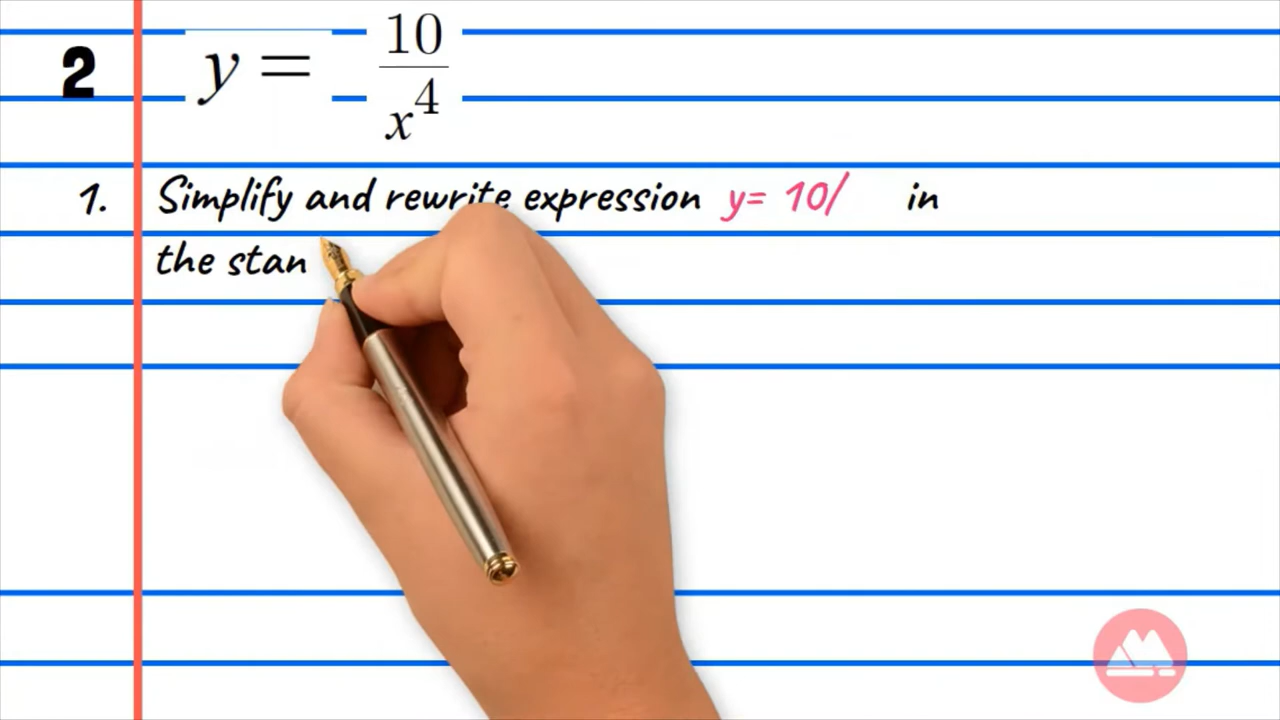 2 y = 10/x^4
1. Simplify and rewrite expression y= 10/ in
the stan